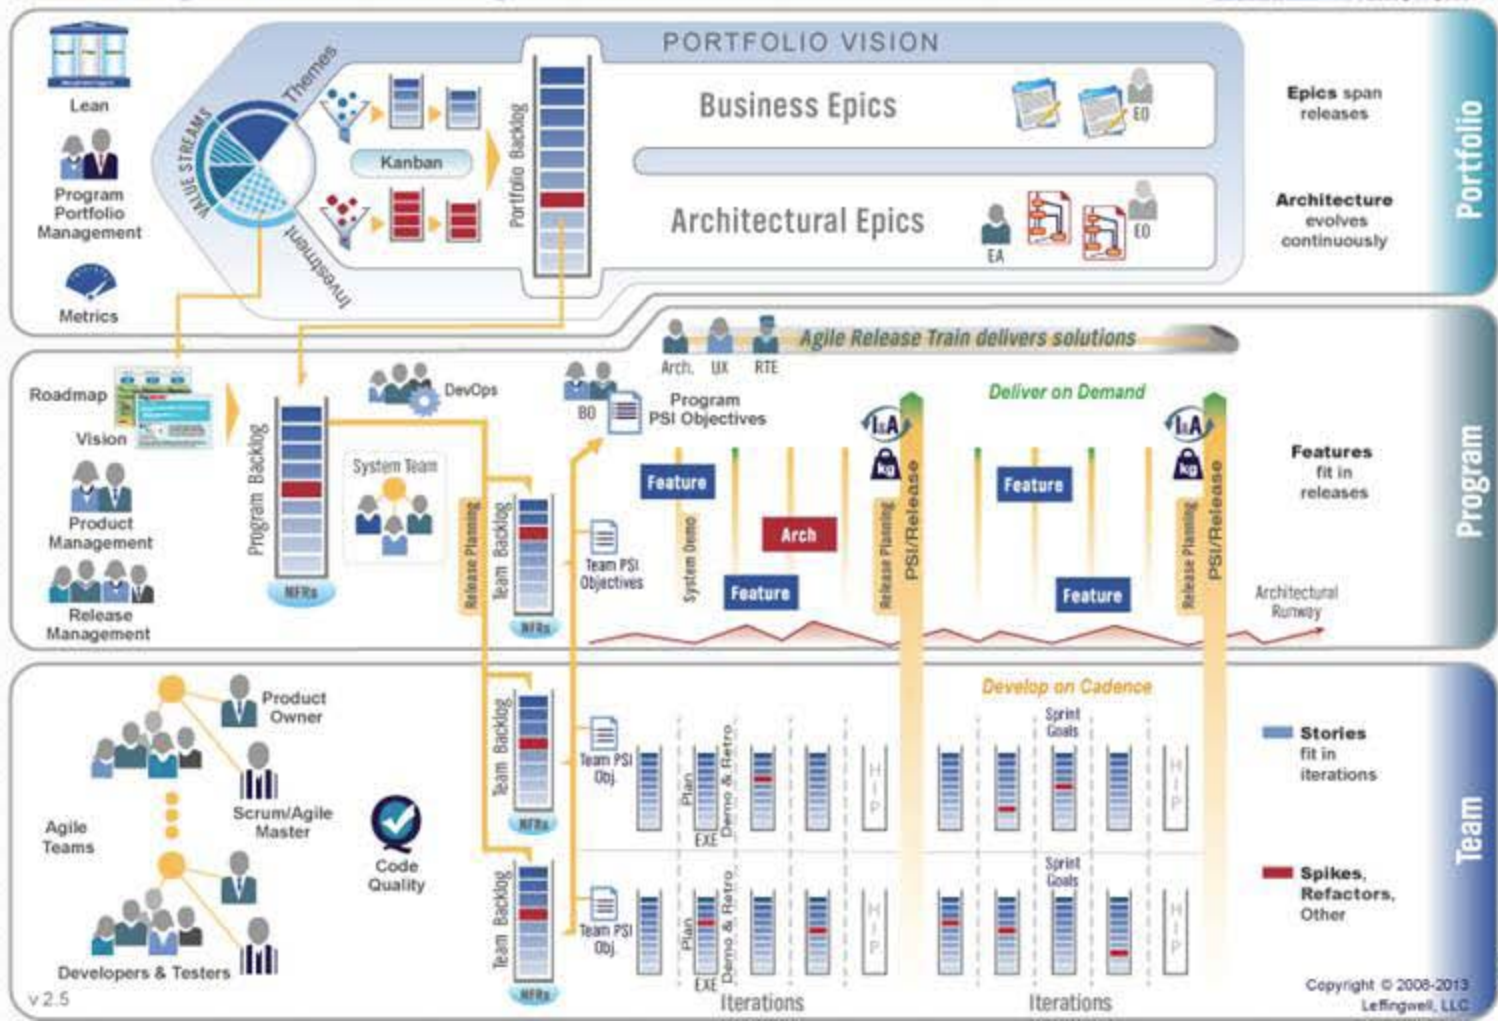 PORTFOLIO VISION
Lean
Program
Portfolio
Management
Metrics
VALUE STREAMS
Themes
Investment
Kanban
Portfolio Backlog
Business Epics
EO
Architectural Epics
EA
EO
Epics span
releases
Architecture
evolves
continuously
Portfolio
Roadmap
Vision
Product
Management
Release
Management
Program Backlog
NFRs
DevOps
System Team
Release Planning
Team Backlog
NFRs
BO
Program
PSI Objectives
Team PSI
Objectives
Arch.
UX
RTE
Agile Release Train delivers solutions
Deliver on Demand
Feature
System Demo
Feature
Arch
I&A
kg
Release Planning
PSI/Release
Feature
Feature
I&A
kg
Release Planning
PSI/Release
Features
fit in
releases
Architectural
Runway
Program
Product
Owner
Scrum/Agile
Master
Agile
Teams
Developers & Testers
Code
Quality
Team Backlog
NFRs
Team PSI
Obj.
Plan
EXE
Demo & Retro
H I P
Develop on Cadence
Sprint
Goals
H I P
Team Backlog
NFRs
Team PSI
Obj.
Plan
EXE
Demo & Retro
H I P
Sprint
Goals
H I P
Iterations
Iterations
Stories
fit in
iterations
Spikes,
Refactors,
Other
Team
v 2.5
Copyright © 2008-2013
Leffingwell, LLC